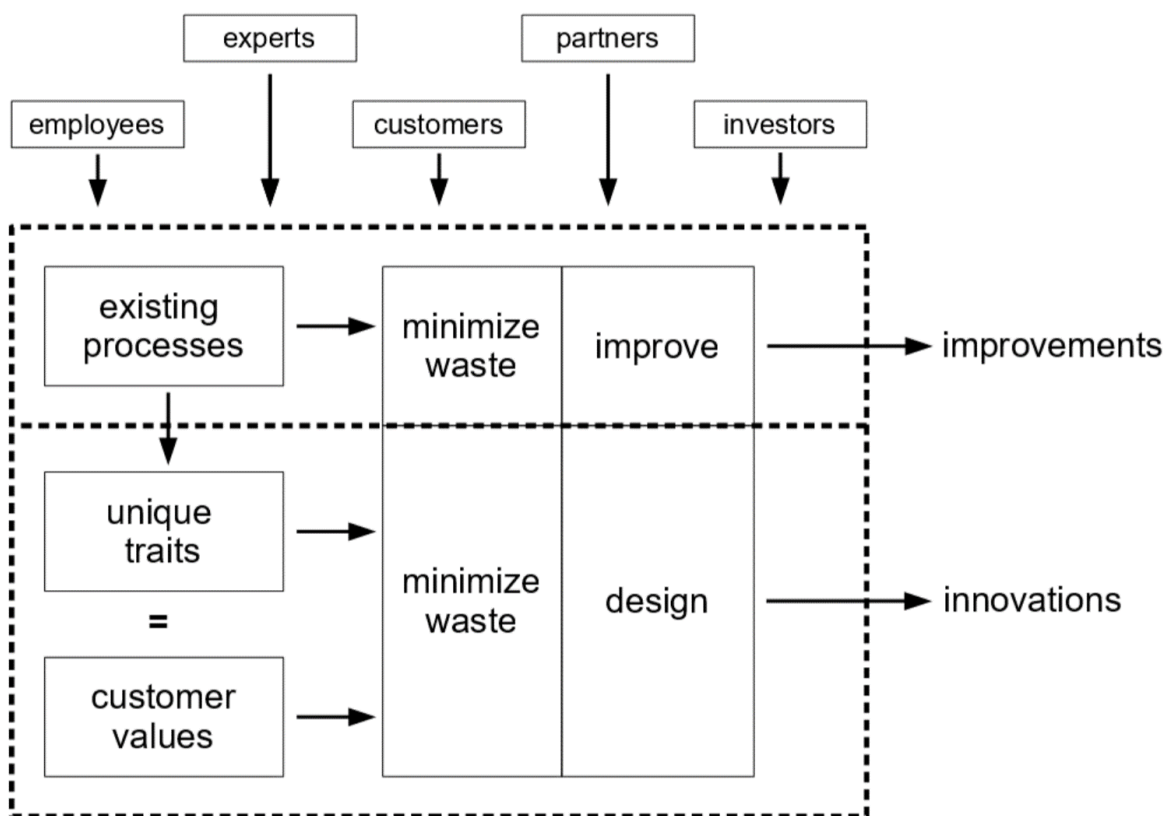 experts
partners
employees
customers
investors
existing
processes
minimize
waste
improve
improvements
unique
traits
=
customer
values
minimize
waste
design
innovations